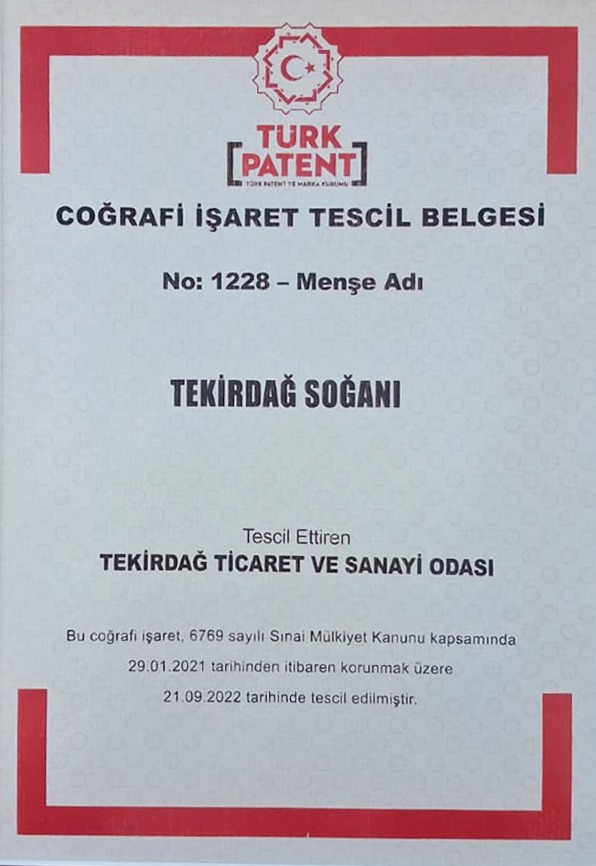 TÜRK
PATENT
TÜRK PATENT VE MARKA KURUMU
COĞRAFİ İŞARET TESCİL BELGESİ
No: 1228 – Menşe Adı
TEKİRDAĞ SOĞANI
Tescil Ettiren
TEKİRDAĞ TİCARET VE SANAYİ ODASI
Bu coğrafi işaret, 6769 sayılı Sınai Mülkiyet Kanunu kapsamında
29.01.2021 tarihinden itibaren korunmak üzere
21.09.2022 tarihinde tescil edilmiştir.